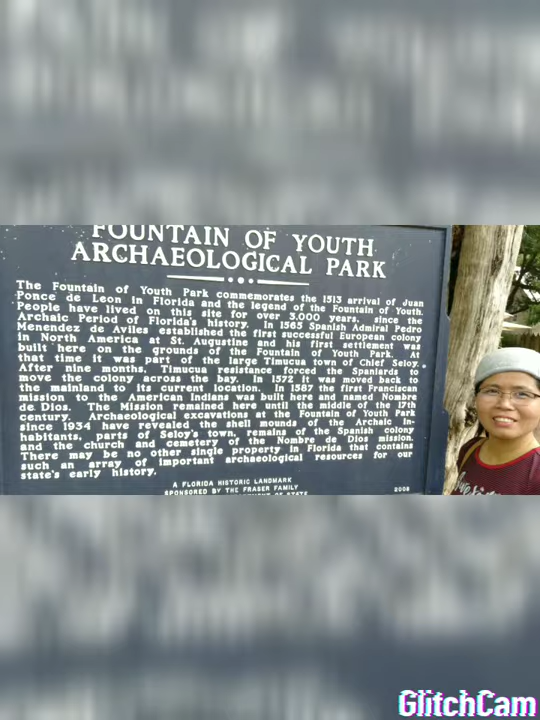 FOUNTAIN OF YOUTH
ARCHAEOLOGICAL PARK
The Fountain of Youth Park commemorates the 1513 arrival of Juan
Ponce de Leon in Florida and the legend of the Fountain of Youth.
People have lived on this site for over 3,000 years, since the
Archaic Period of Florida's history. In 1565 Spanish Admiral Pedro
Menendez de Aviles established the first successful European colony
in North America at St. Augustine and his first settlement was
built here on the grounds of the Fountain of Youth Park. At
that time it was part of the large Timucua town of Chief Seloy.
After nine months, Timucua resistance forced the Spaniards to
move the colony across the bay. In 1572 it was moved back to
the mainland to its current location. In 1587 the first Franciscan
mission to the American Indians was built here and named Nombre
de Dios. The Mission remained here until the middle of the 17th
century. Archaeological excavations at the Fountain of Youth Park
since 1934 have revealed the shell mounds of the Archaic in-
habitants, parts of Seloy's town, remains of the Spanish colony
and the church and cemetery of the Nombre de Dios mission.
There may be no other single property in Florida that contains
such an array of important archaeological resources for our
state's early history.
A FLORIDA HISTORIC LANDMARK
SPONSORED BY THE FRASER FAMILY
OF STATE
2008
GlitchCam